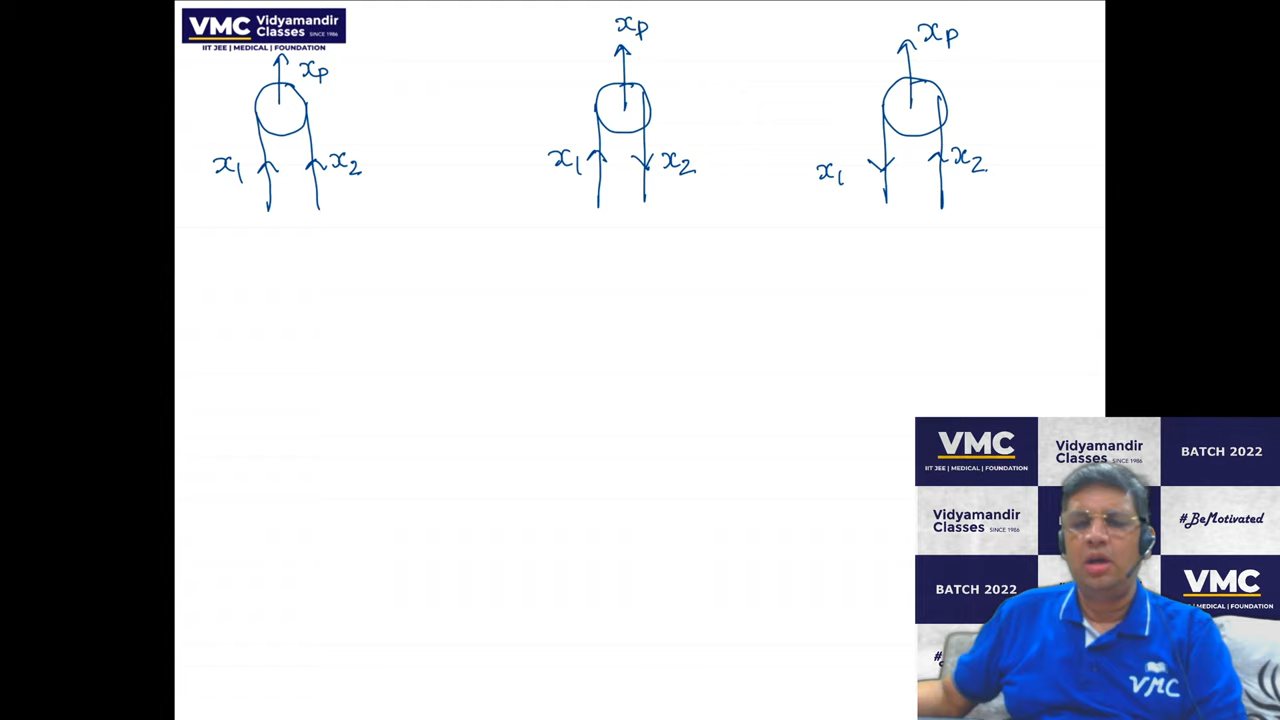 VMC Vidyamandir Classes SINCE 1986
IIT JEE | MEDICAL | FOUNDATION
xp
x1
x2
xp
x1
x2
xp
x1
x2
VMC
IIT JEE | MEDICAL | FOUNDATION
Vidyamandir
Classes SINCE 1986
BATCH 2022
Vidyamandir
Classes SINCE 1986
#BeMotivated
BATCH 2022
VMC
| MEDICAL | FOUNDATION
VMC